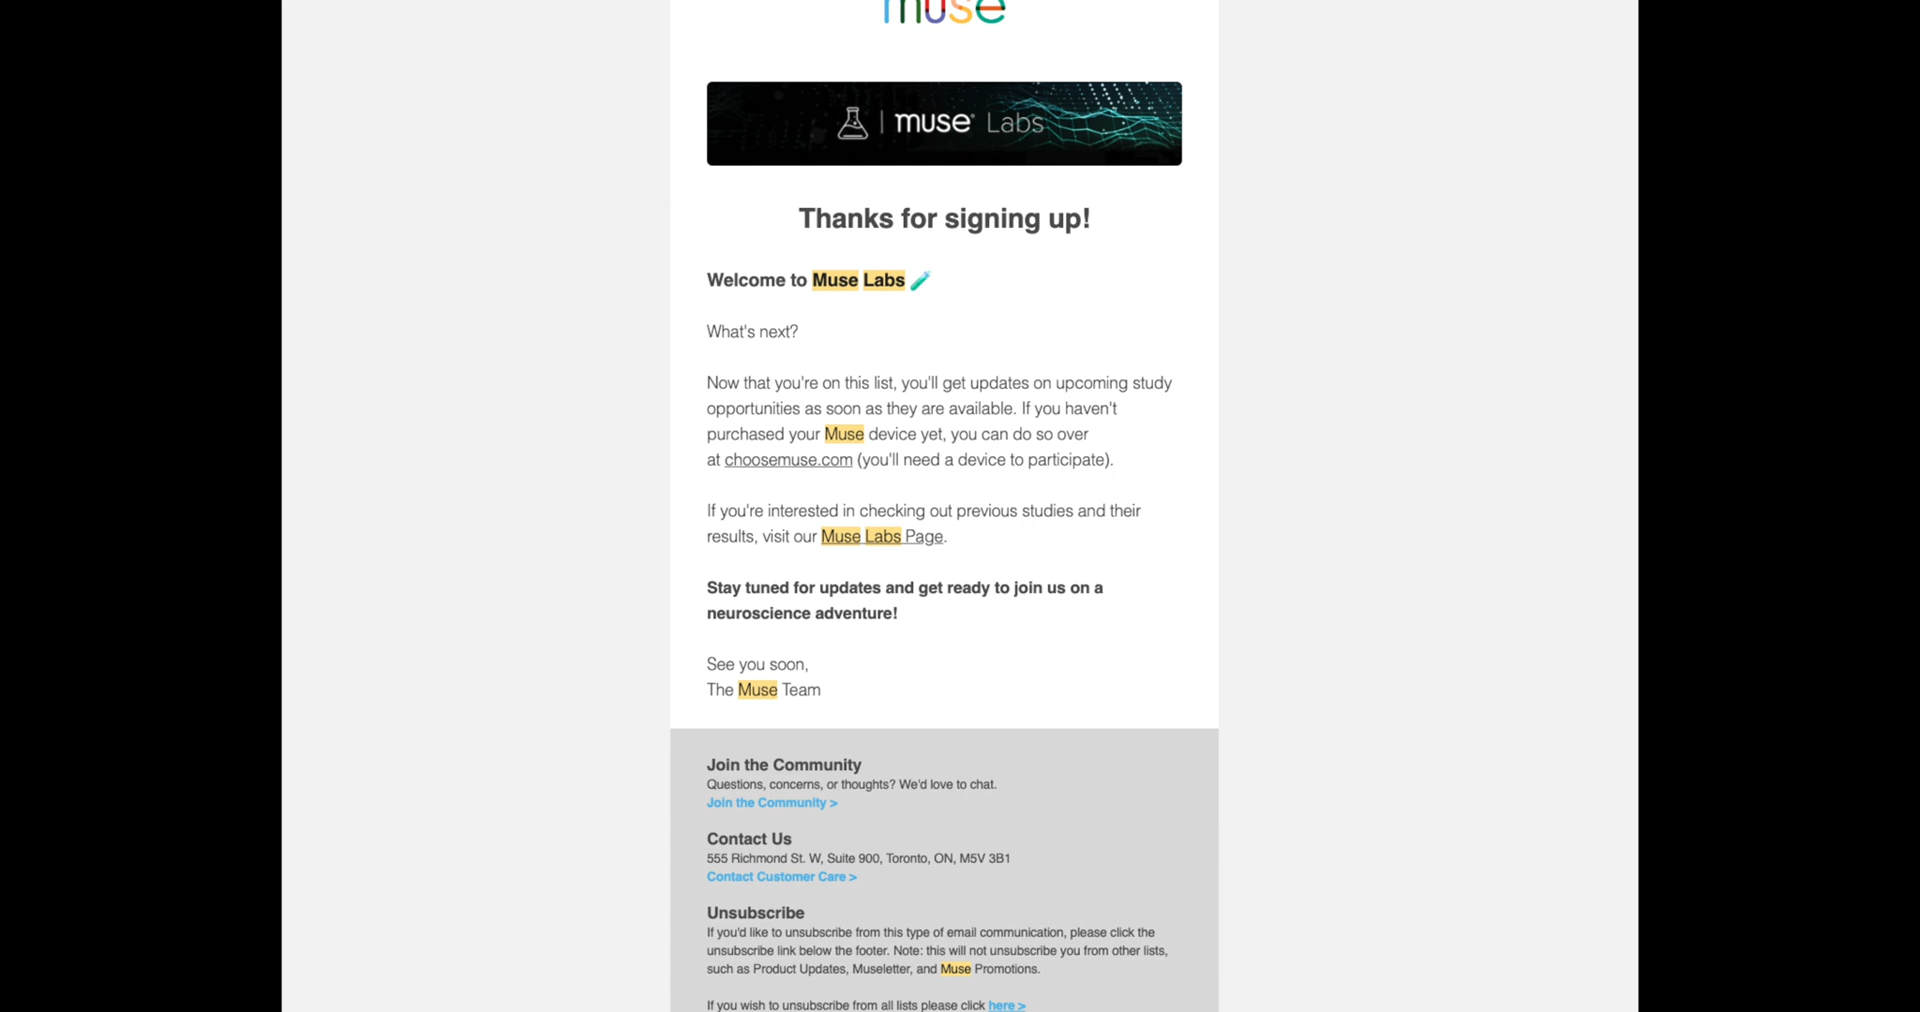 muse
muse® Labs
Thanks for signing up!
Welcome to Muse Labs
What's next?
Now that you're on this list, you'll get updates on upcoming study
opportunities as soon as they are available. If you haven't
purchased your Muse device yet, you can do so over
at choosemuse.com (you'll need a device to participate).
If you're interested in checking out previous studies and their
results, visit our Muse Labs Page.
Stay tuned for updates and get ready to join us on a
neuroscience adventure!
See you soon,
The Muse Team
Join the Community
Questions, concerns, or thoughts? We'd love to chat.
Join the Community >
Contact Us
555 Richmond St. W, Suite 900, Toronto, ON, M5V 3B1
Contact Customer Care >
Unsubscribe
If you'd like to unsubscribe from this type of email communication, please click the
unsubscribe link below the footer. Note: this will not unsubscribe you from other lists,
such as Product Updates, Museletter, and Muse Promotions.
If you wish to unsubscribe from all lists please click here >